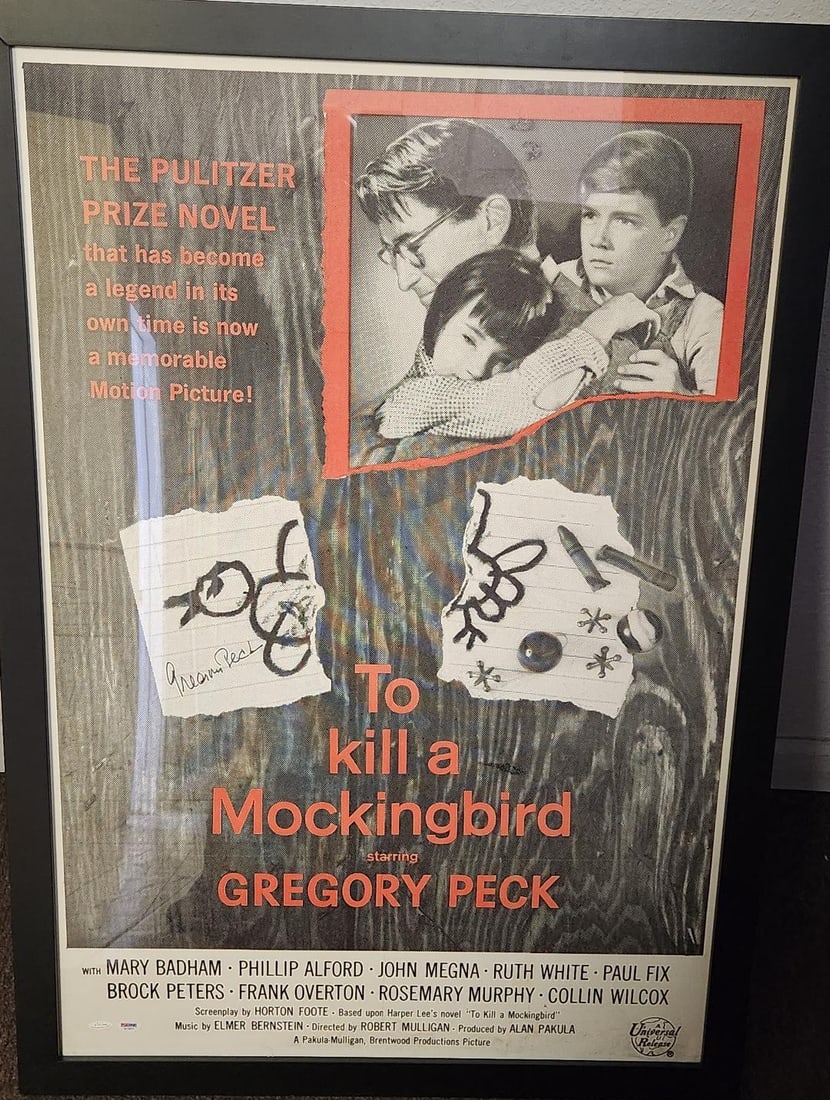 THE PULITZER
PRIZE NOVEL
that has become
a legend in its
own time is now
a memorable
Motion Picture!
Gregory Peck
To
kill a
Mockingbird
starring
GREGORY PECK
WITH MARY BADHAM · PHILLIP ALFORD · JOHN MEGNA · RUTH WHITE · PAUL FIX
BROCK PETERS · FRANK OVERTON · ROSEMARY MURPHY · COLLIN WILCOX
Screenplay by HORTON FOOTE · Based upon Harper Lee's novel "To Kill a Mockingbird"
Music by ELMER BERNSTEIN · Directed by ROBERT MULLIGAN · Produced by ALAN PAKULA
A Pakula-Mulligan, Brentwood Productions Picture
A
Universal
Release
®